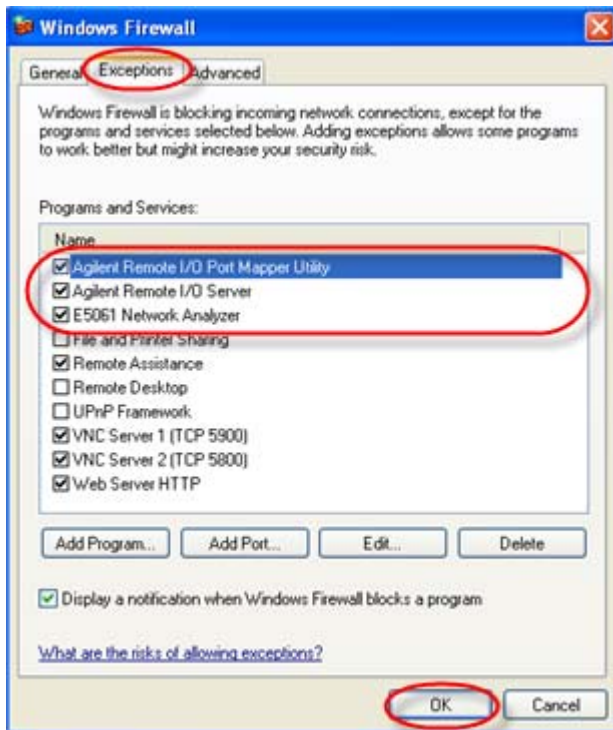 Windows Firewall
General Exceptions Advanced
Windows Firewall is blocking incoming network connections, except for the
programs and services selected below. Adding exceptions allows some programs
to work better but might increase your security risk.
Programs and Services:
Name
Agilent Remote I/O Port Mapper Utility
Agilent Remote I/O Server
E5061 Network Analyzer
File and Printer Sharing
Remote Assistance
Remote Desktop
UPnP Framework
VNC Server 1 (TCP 5900)
VNC Server 2 (TCP 5800)
Web Server HTTP
Add Program... Add Port... Edit... Delete
Display a notification when Windows Firewall blocks a program
What are the risks of allowing exceptions?
OK Cancel